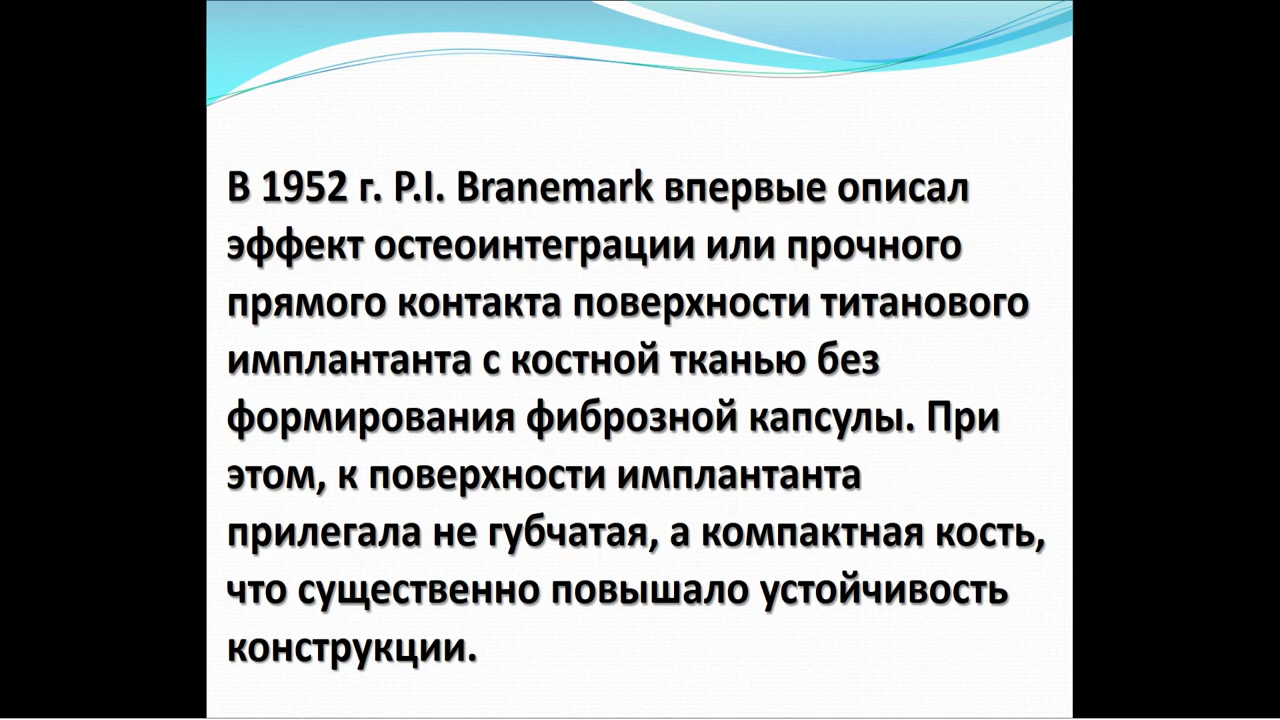 В 1952 г. P.I. Branemark впервые описал
эффект остеоинтеграции или прочного
прямого контакта поверхности титанового
имплантанта с костной тканью без
формирования фиброзной капсулы. При
этом, к поверхности имплантанта
прилегала не губчатая, а компактная кость,
что существенно повышало устойчивость
конструкции.